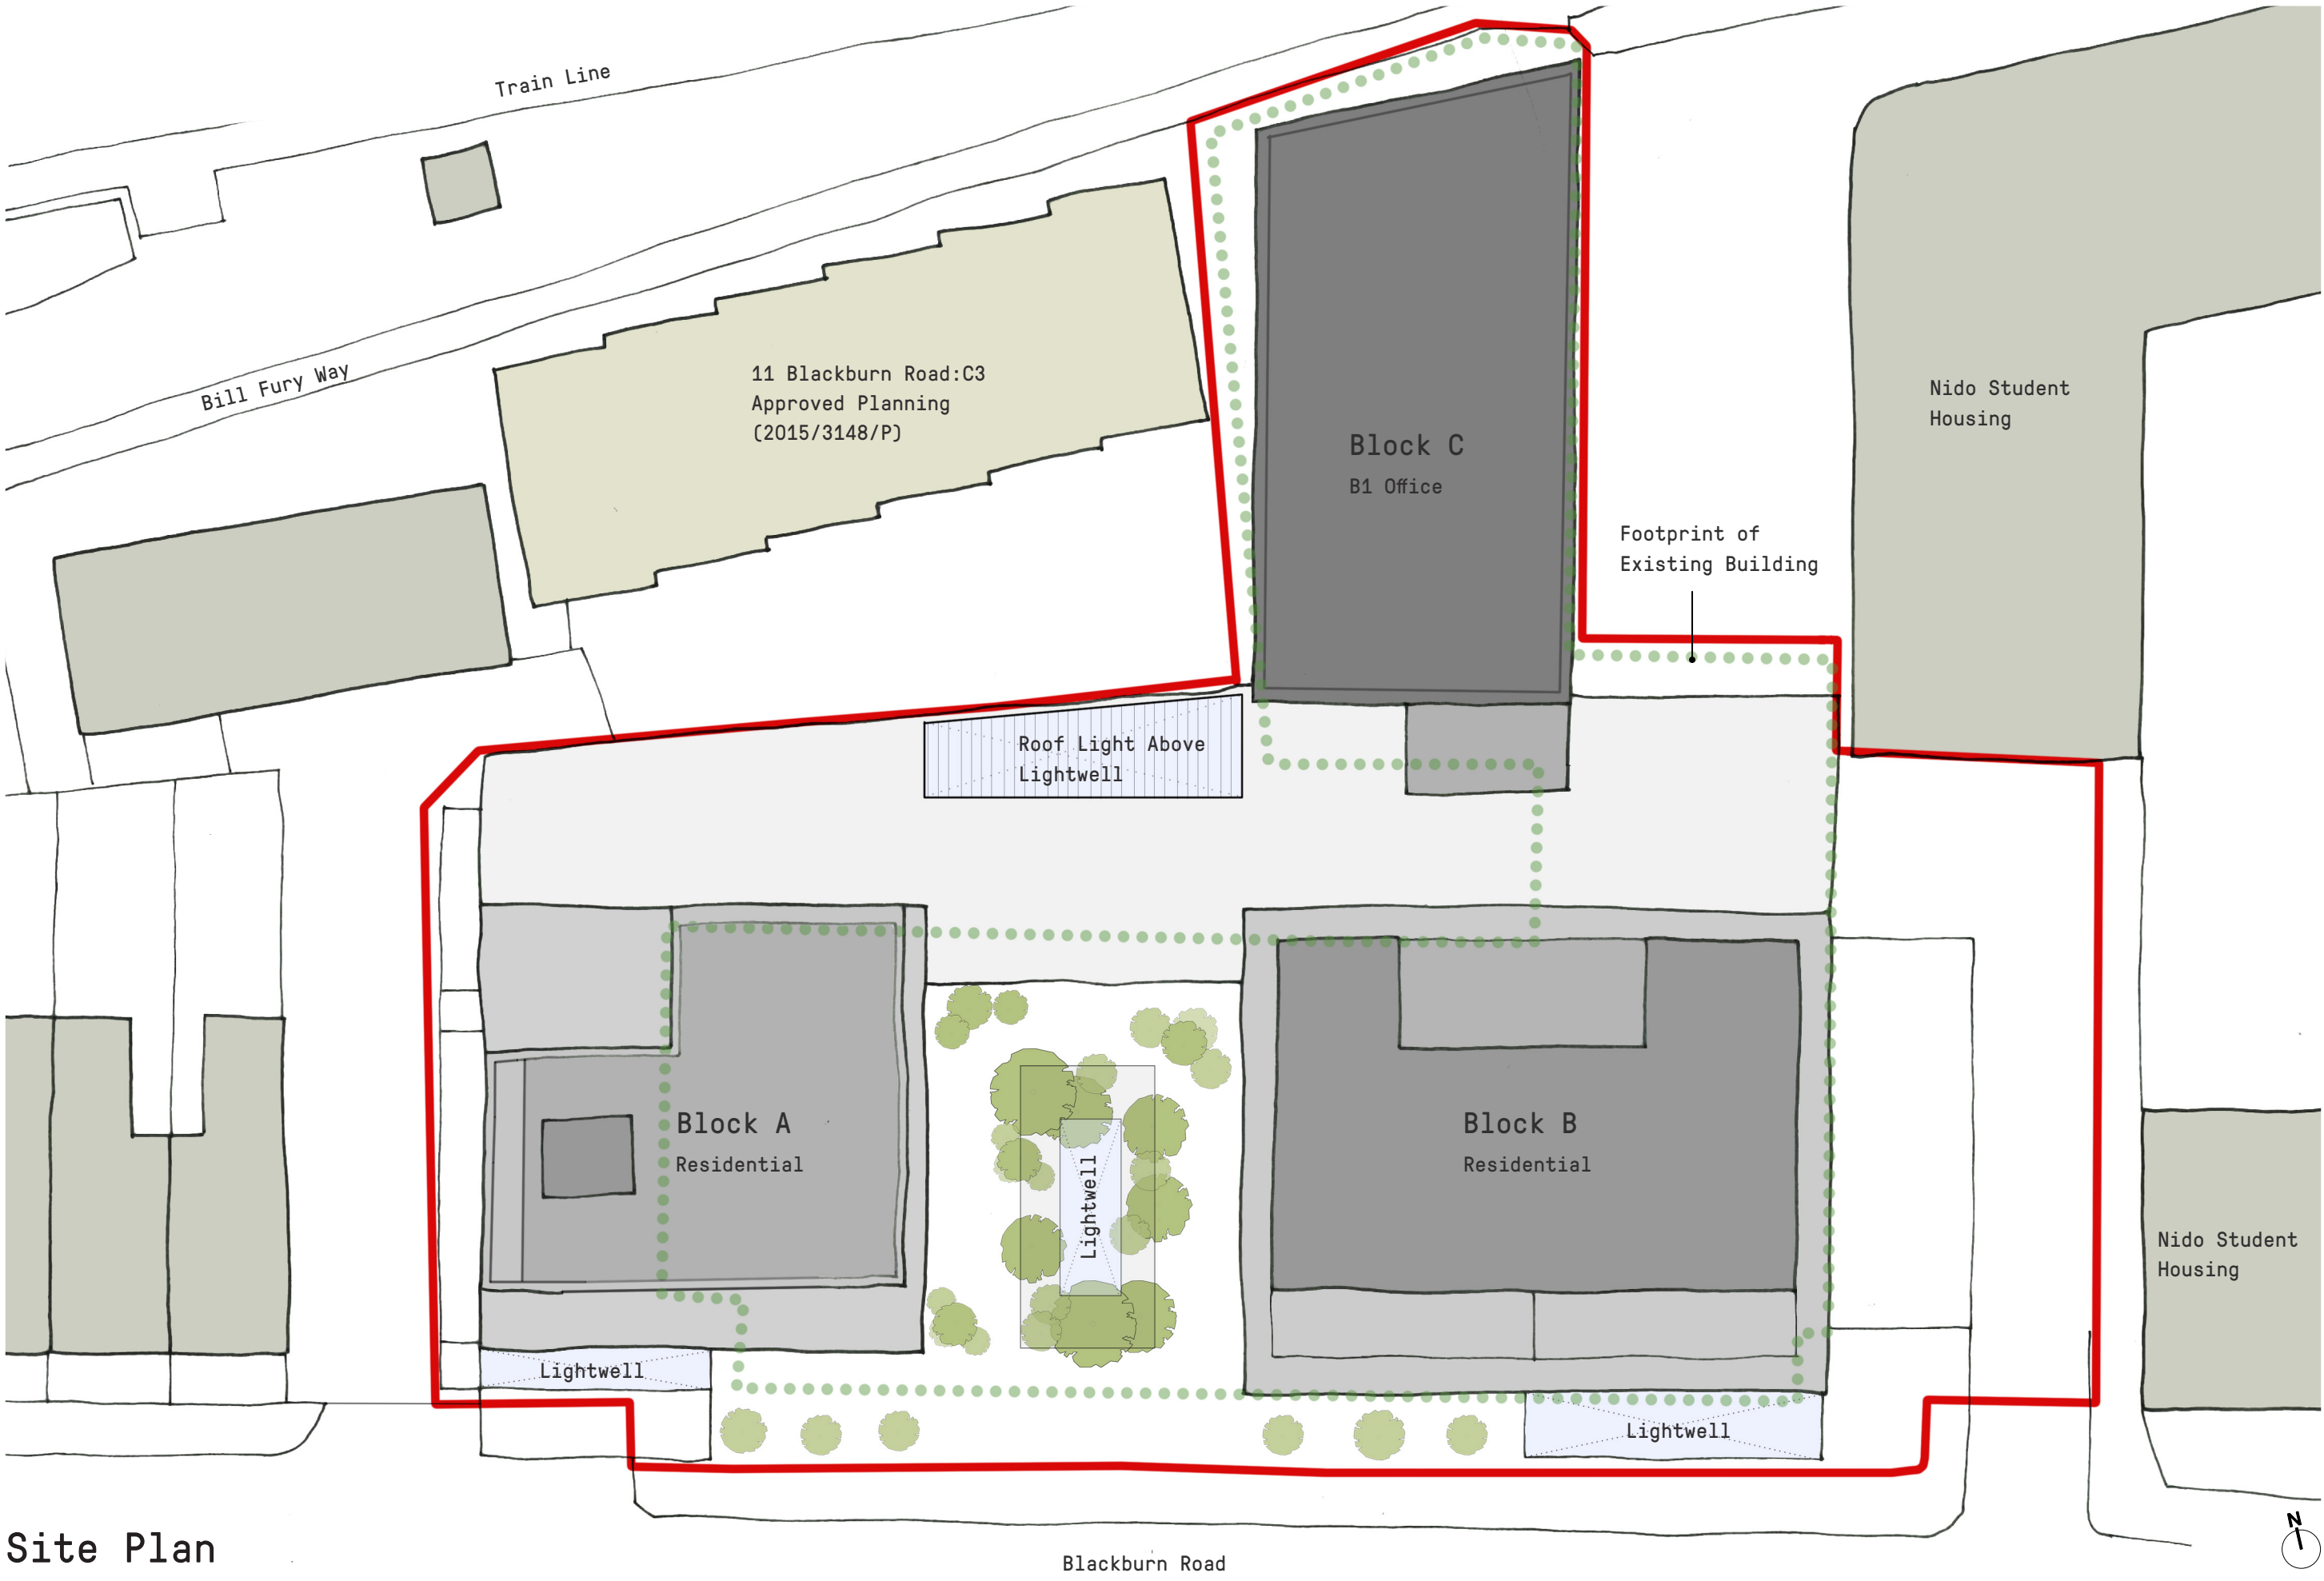 Train Line
Bill Fury Way
11 Blackburn Road:C3
Approved Planning
(2015/3148/P)
Block C
B1 Office
Nido Student
Housing
Footprint of
Existing Building
Roof Light Above
Lightwell
Block A
Residential
Lightwell
Block B
Residential
Nido Student
Housing
Lightwell
Lightwell
Site Plan
Blackburn Road
N